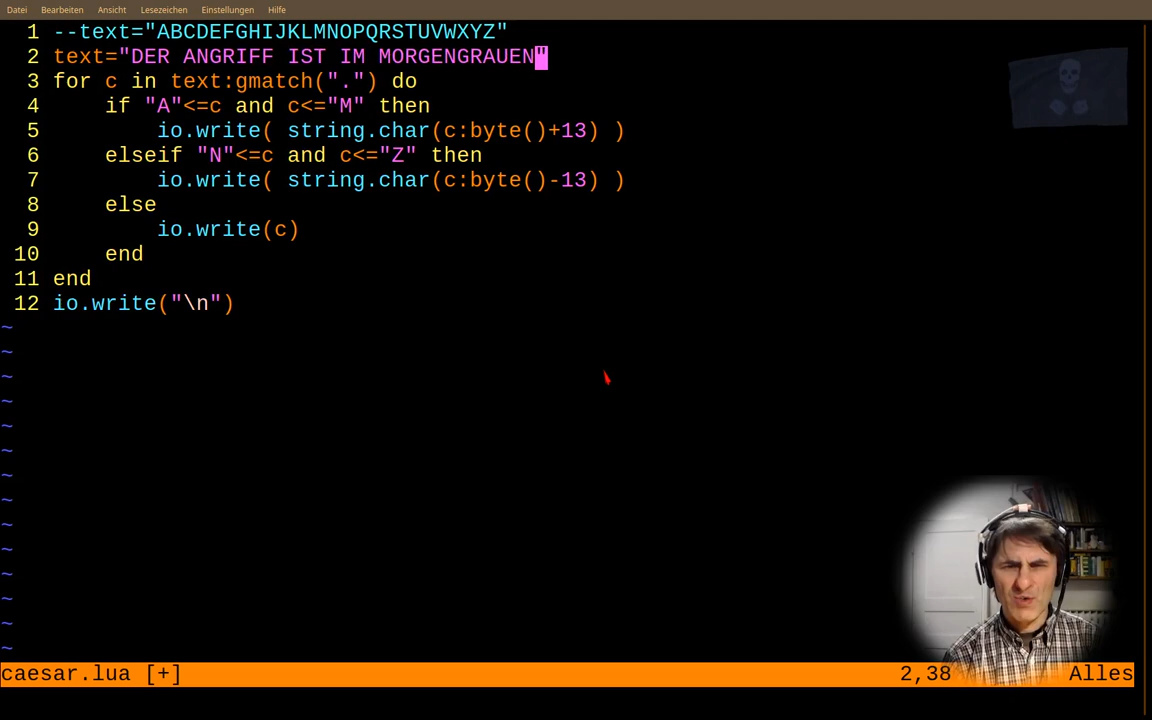 Datei Bearbeiten Ansicht Lesezeichen Einstellungen Hilfe
1 --text="ABCDEFGHIJKLMNOPQRSTUVWXYZ"
2 text="DER ANGRIFF IST IM MORGENGRAUEN"
3 for c in text:gmatch(".") do
4     if "A"<=c and c<="M" then
5         io.write( string.char(c:byte()+13) )
6     elseif "N"<=c and c<="Z" then
7         io.write( string.char(c:byte()-13) )
8     else
9         io.write(c)
10     end
11 end
12 io.write("\n")
~
~
~
~
~
~
~
~
~
~
~
~
~
~
caesar.lua [+] 2,38 Alles